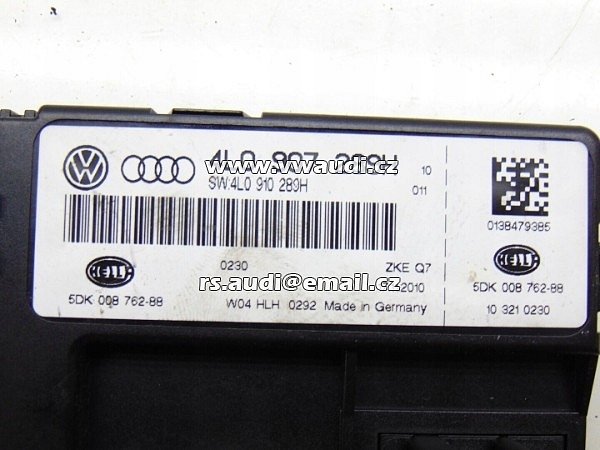 www.vwaudi.cz
4L0 907 289H
10
SW:4L0 910 289H
011
0138479385
0230
ZKE Q7
rs.audi@email.cz
2010
HELLA
5DK 008 762-88
W04 HLH 0292 Made in Germany
HELLA
5DK 008 762-88
10 321 0230